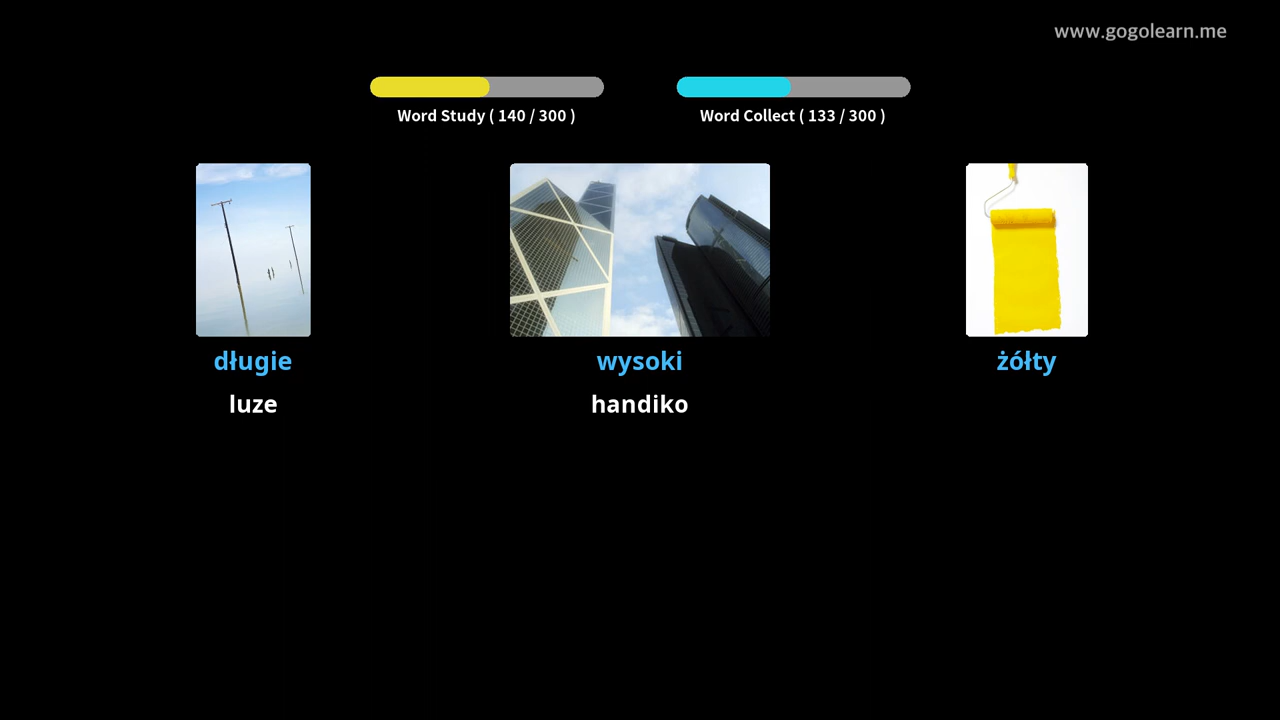 www.gogolearn.me
Word Study ( 140 / 300 )
Word Collect ( 133 / 300 )
długie
wysoki
żółty
luze
handiko